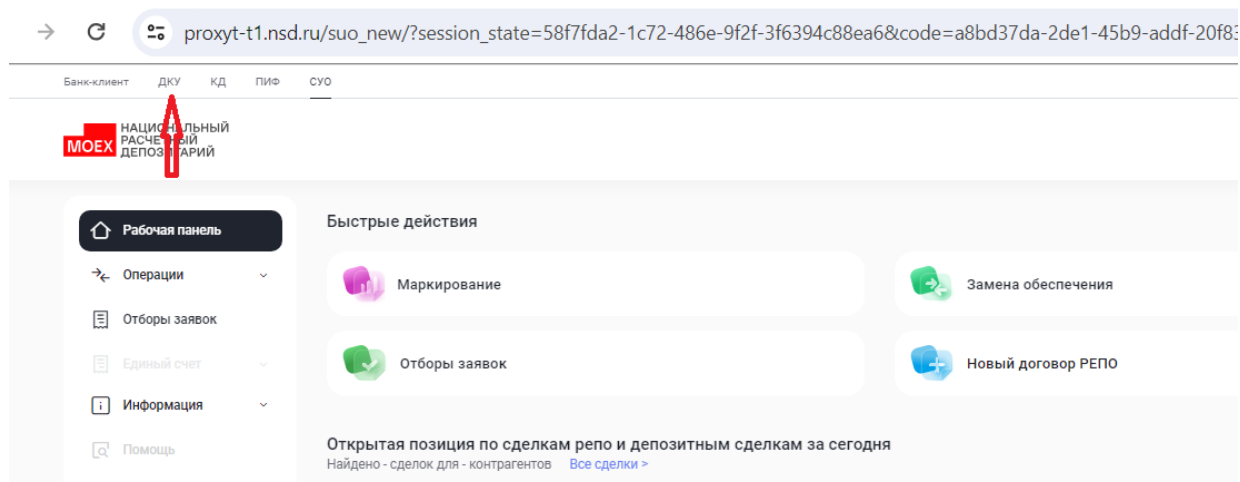 proxyt-t1.nsd.ru/suo_new/?session_state=58f7fda2-1c72-486e-9f2f-3f6394c88ea6&code=a8bd37da-2de1-45b9-addf-20f83
Банк-клиент ДКУ КД ПИФ СУО
НАЦИОНАЛЬНЫЙ
MOEX РАСЧЕТНЫЙ
ДЕПОЗИТАРИЙ
Рабочая панель
Быстрые действия
Операции
Маркирование
Замена обеспечения
Отборы заявок
Единый счет
Отборы заявок
Новый договор РЕПО
Информация
Помощь
Открытая позиция по сделкам репо и депозитным сделкам за сегодня
Найдено - сделок для - контрагентов Все сделки >